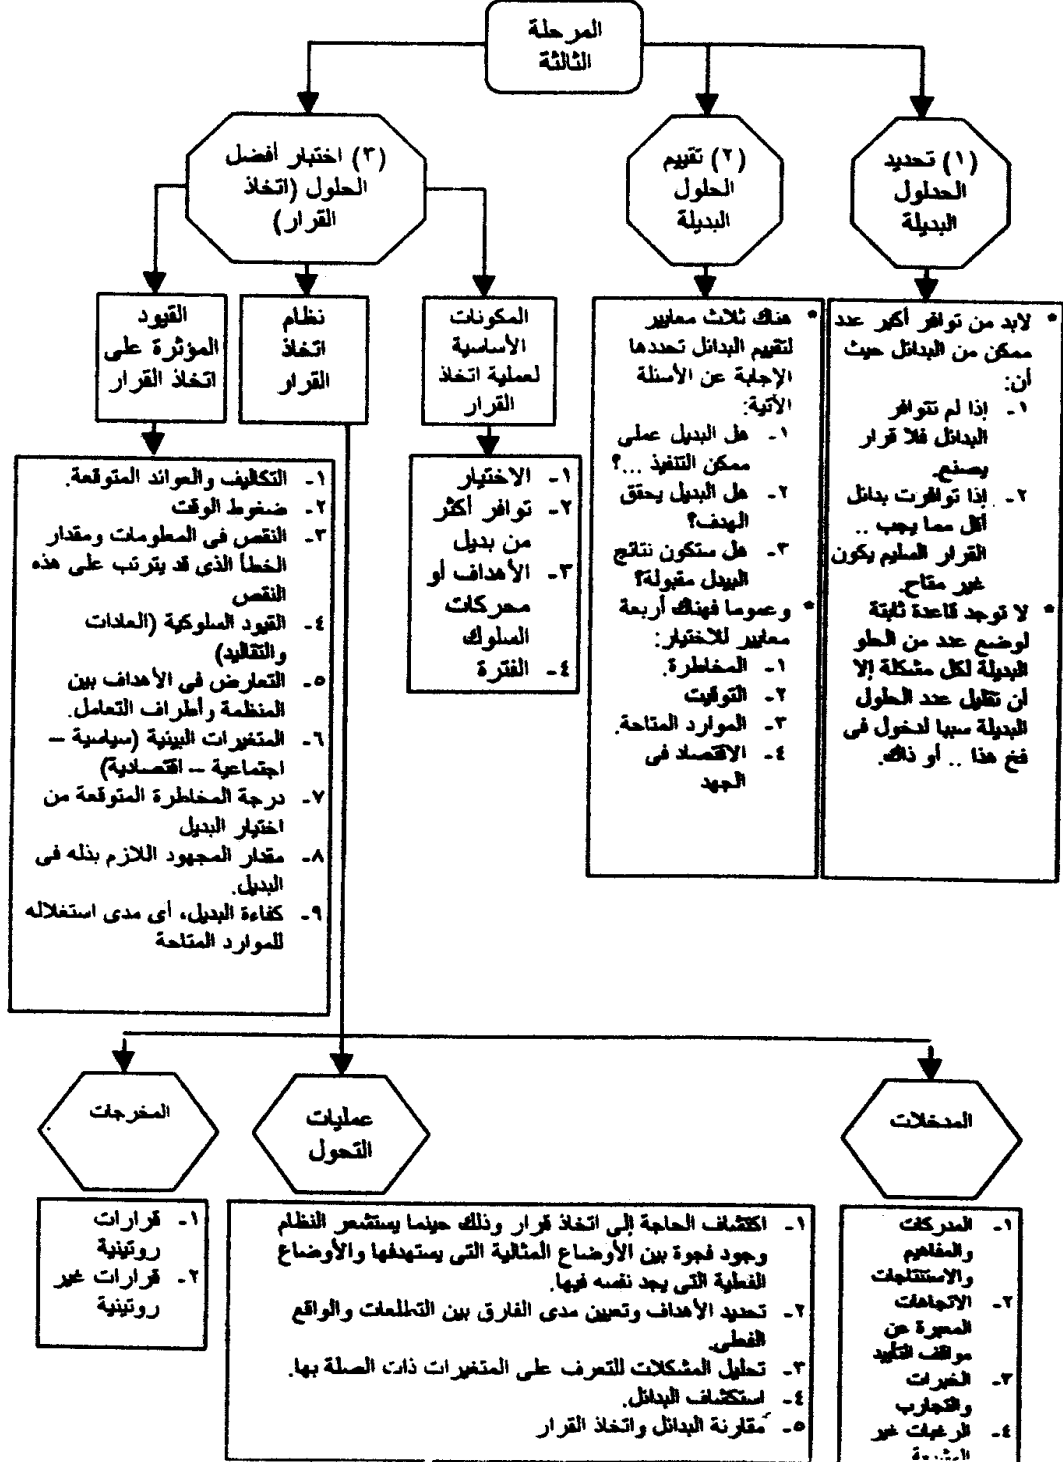 المرحلة
الثالثة
(١) تحديد
الحدلول
البديلة
(٢) تقييم
الحلول
البديلة
(٣) اختبار أفضل
الحلول (اتخاذ
القرار)
* لابد من توافر أكبر عدد
ممكن من البدائل حيث
أن:
١- إذا لم تتوافر
البدائل فلا قرار
يصنع.
٢- إذا توافرت بدائل
أقل مما يجب ..
القرار السليم يكون
غير متاح.
* لا توجد قاعدة ثابتة
لوضع عدد من الحلو
البديلة لكل مشكلة إلا
أن تقليل عدد الحلول
البديلة سببا لدخول فى
فخ هذا .. أو ذاك.
* هناك ثلاث معايير
لتقييم البدائل تحددها
الإجابة عن الأسئلة
الآتية:
١- هل البديل عملى
ممكن التنفيذ ...؟
٢- هل البديل يحقق
الهدف؟
٣- هل ستكون نتائج
البيدل مقبولة؟
* وعموما فهناك أربعة
معايير للاختيار:
١- المخاطرة.
٢- التوقيت
٣- الموارد المتاحة.
٤- الاقتصاد فى
الجهد
المكونات
الأساسية
لعملية اتخاذ
القرار
١- الاختيار
٢- توافر أكثر
من بديل
٣- الأهداف أو
محركات
السلوك
٤- الفترة
نظام
اتخاذ
القرار
القيود
المؤثرة على
اتخاذ القرار
١- التكاليف والعوائد المتوقعة.
٢- ضغوط الوقت
٣- النقص فى المعلومات ومقدار
الخطأ الذى قد يترتب على هذه
النقص
٤- القيود السلوكية (العادات
والتقاليد)
٥- التعارض فى الأهداف بين
المنظمة وأطراف التعامل.
٦- المتغيرات البيئية (سياسية –
اجتماعية – اقتصادية)
٧- درجة المخاطرة المتوقعة من
اختيار البديل
٨- مقدار المجهود اللازم بذله فى
البديل.
٩- كفاءة البديل، أى مدى استغلاله
للموارد المتاحة
المدخلات
١- المدركات
والمفاهيم
والاستنتاجات
٢- الاتجاهات
المعبرة عن
مواقف التأييد
٣- الخبرات
والتجارب
٤- الرغبات غير
عمليات
التحول
١- اكتشاف الحاجة إلى اتخاذ قرار وذلك حينما يستشعر النظام
وجود فجوة بين الأوضاع المثالية التى يستهدفها والأوضاع
الفعلية التى يجد نفسه فيها.
٢- تحديد الأهداف وتعيين مدى الفارق بين التطلعات والواقع
الفعلى.
٣- تحليل المشكلات للتعرف على المتغيرات ذات الصلة بها.
٤- استكشاف البدائل.
٥- مقارنة البدائل واتخاذ القرار
المخرجات
١- قرارات
روتينية
٢- قرارات غير
روتينية